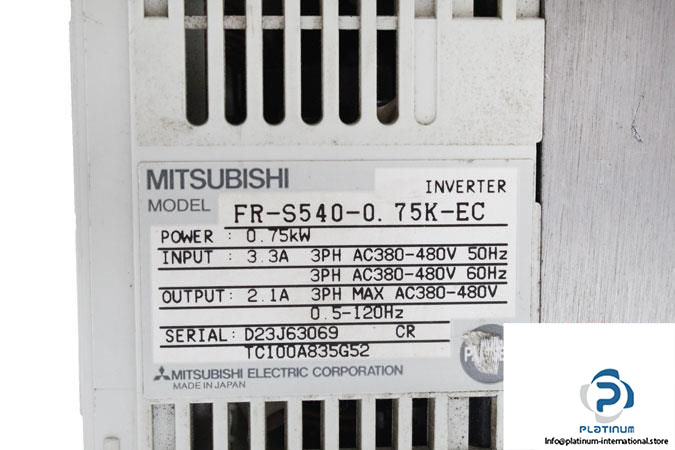 MITSUBISHI
INVERTER
MODEL FR-S540-0.75K-EC
POWER : 0.75kW
INPUT : 3.3A 3PH AC380-480V 50Hz
3PH AC380-480V 60Hz
OUTPUT: 2.1A 3PH MAX AC380-480V
0.5-120Hz
SERIAL: D23J63069 CR
TC100A835G52
MITSUBISHI ELECTRIC CORPORATION
MADE IN JAPAN
PLATINUM
info@platinum-international.store